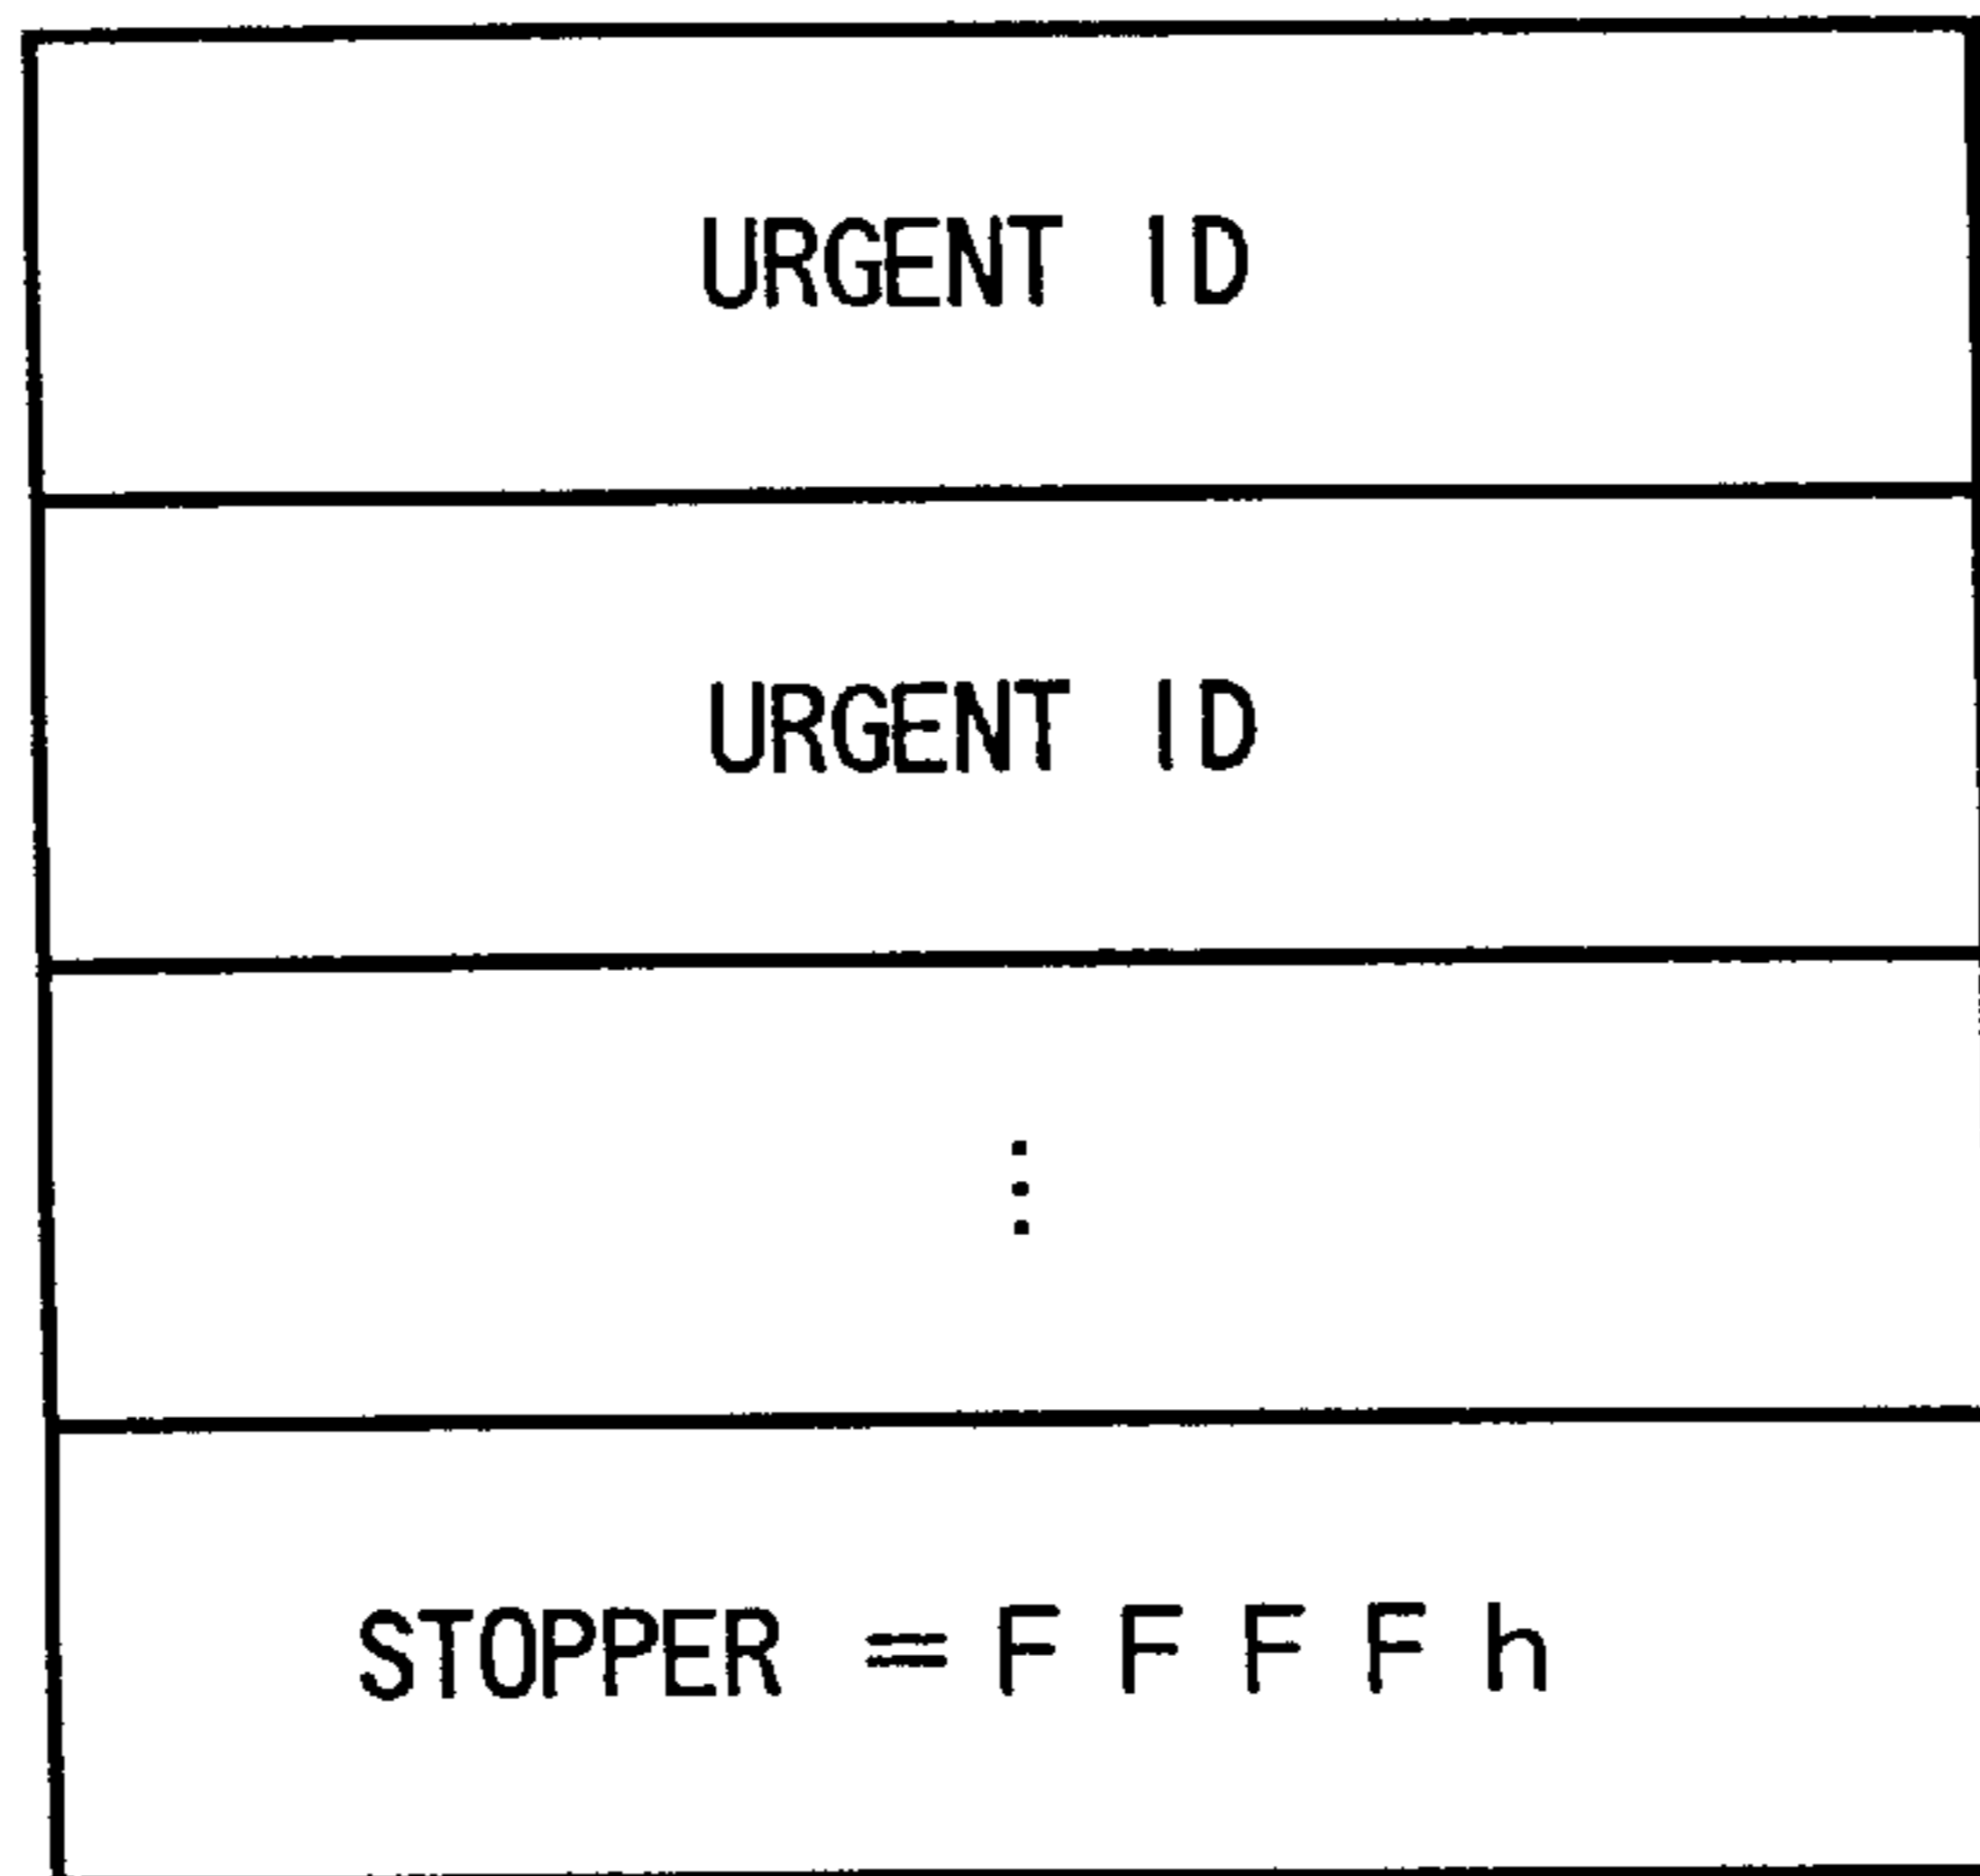 URGENT ID
URGENT ID
⋮
STOPPER = F F F F h